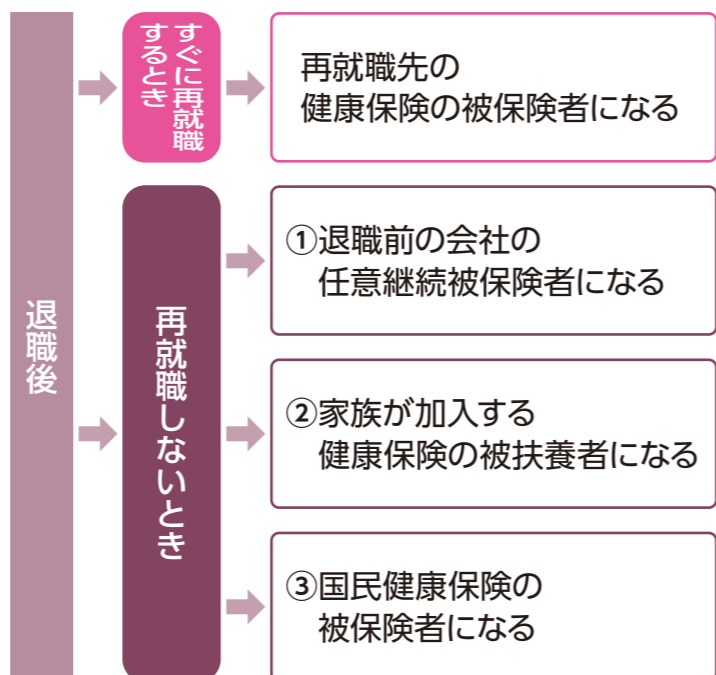 退職後
すぐに再就職
するとき
再就職先の
健康保険の被保険者になる
再就職しないとき
①退職前の会社の
任意継続被保険者になる
②家族が加入する
健康保険の被扶養者になる
③国民健康保険の
被保険者になる